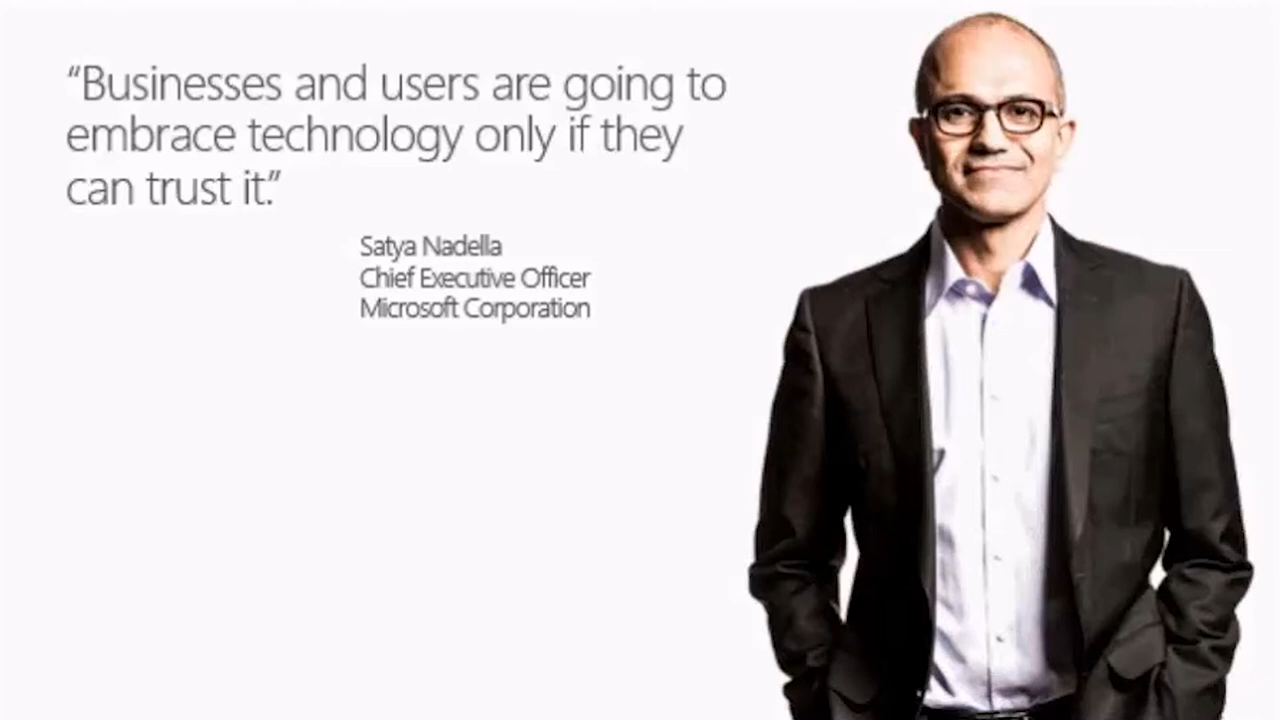 “Businesses and users are going to
embrace technology only if they
can trust it.”
Satya Nadella
Chief Executive Officer
Microsoft Corporation